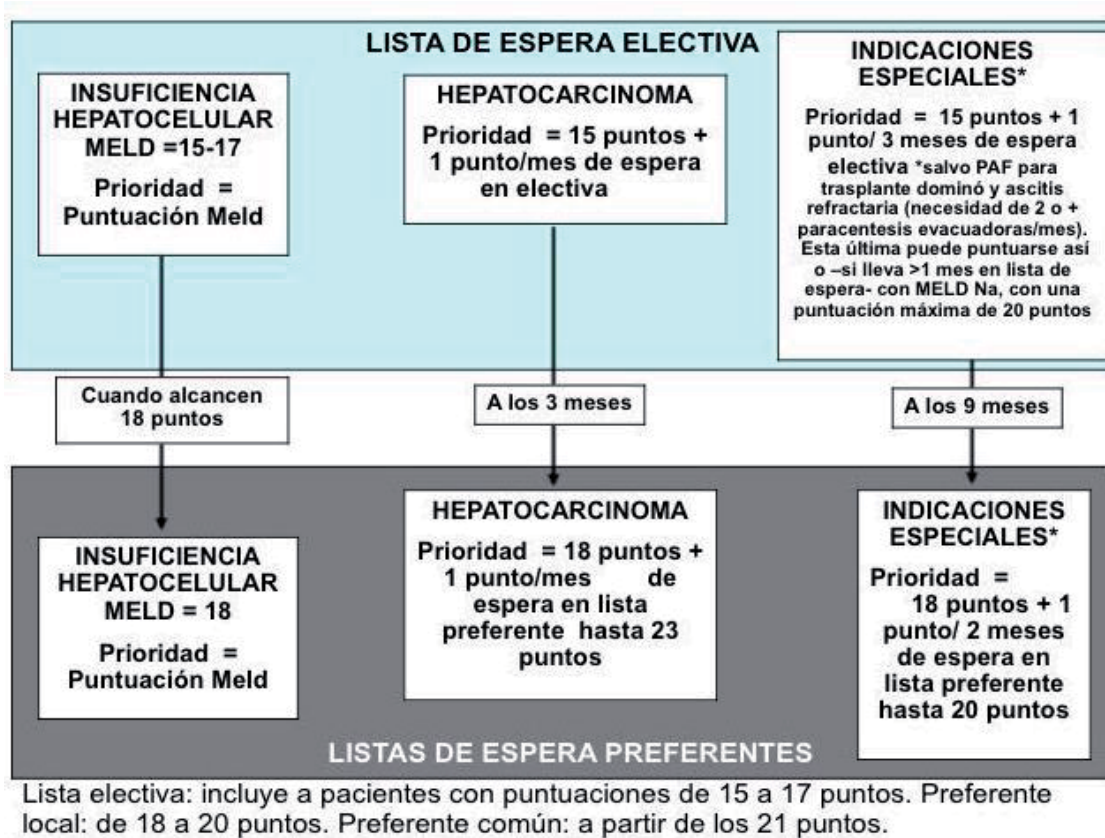 LISTA DE ESPERA ELECTIVA
INSUFICIENCIA
HEPATOCELULAR
MELD =15-17
Prioridad =
Puntuación Meld
HEPATOCARCINOMA
Prioridad = 15 puntos +
1 punto/mes de espera
en electiva
INDICACIONES
ESPECIALES*
Prioridad = 15 puntos + 1
punto/ 3 meses de espera
electiva *salvo PAF para
trasplante dominó y ascitis
refractaria (necesidad de 2 o +
paracentesis evacuadoras/mes).
Esta última puede puntuarse así
o –si lleva >1 mes en lista de
espera- con MELD Na, con una
puntuación máxima de 20 puntos
Cuando alcancen
18 puntos
A los 3 meses
A los 9 meses
INSUFICIENCIA
HEPATOCELULAR
MELD = 18
Prioridad =
Puntuación Meld
HEPATOCARCINOMA
Prioridad = 18 puntos +
1 punto/mes de
espera en lista
preferente hasta 23
puntos
INDICACIONES
ESPECIALES*
Prioridad =
18 puntos + 1
punto/ 2 meses
de espera en
lista preferente
hasta 20 puntos
LISTAS DE ESPERA PREFERENTES
Lista electiva: incluye a pacientes con puntuaciones de 15 a 17 puntos. Preferente
local: de 18 a 20 puntos. Preferente común: a partir de los 21 puntos.